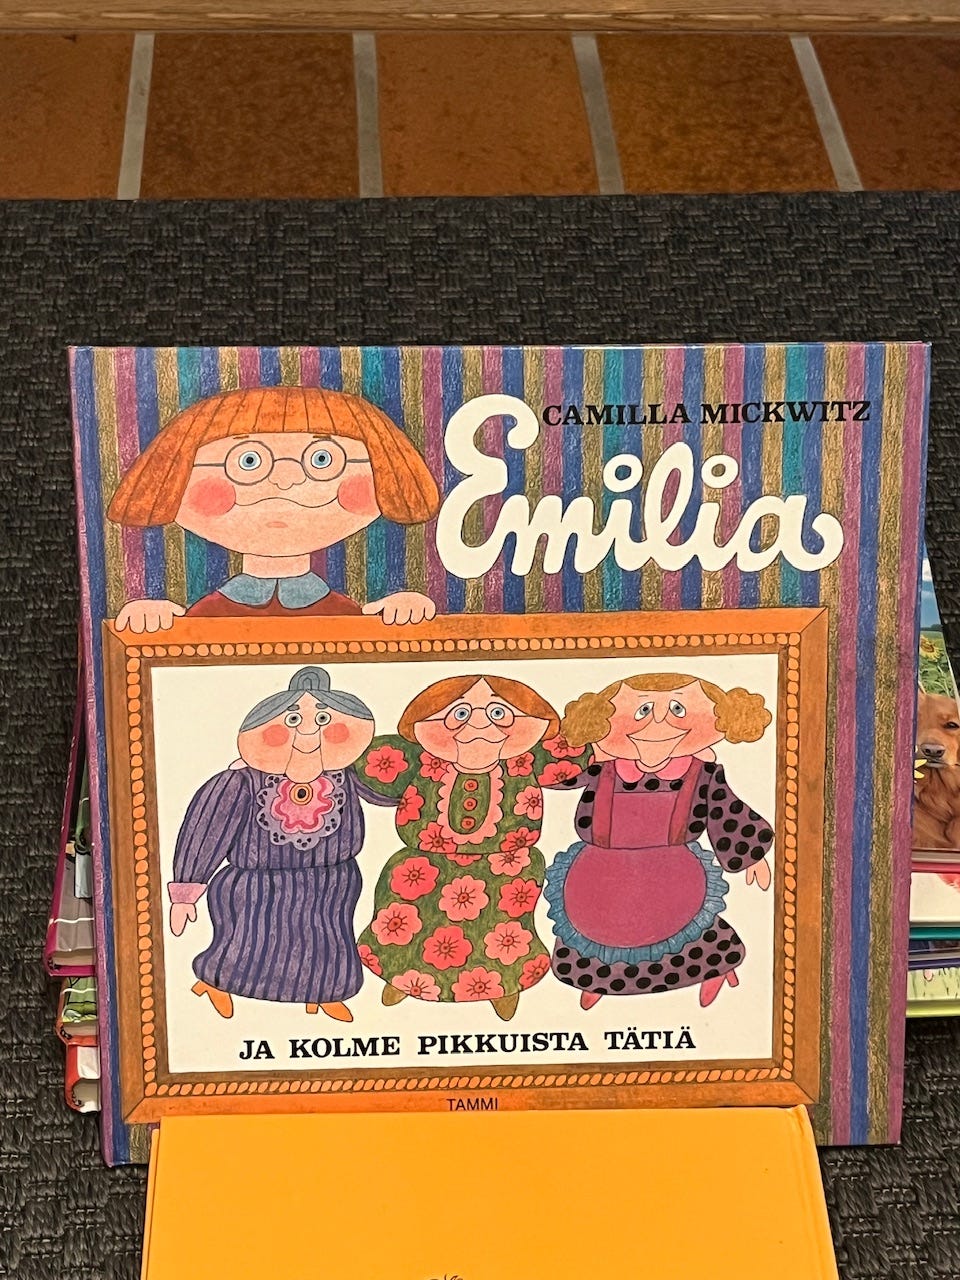 CAMILLA MICKWITZ
Emilia
JA KOLME PIKKUISTA TÄTIÄ
TAMMI